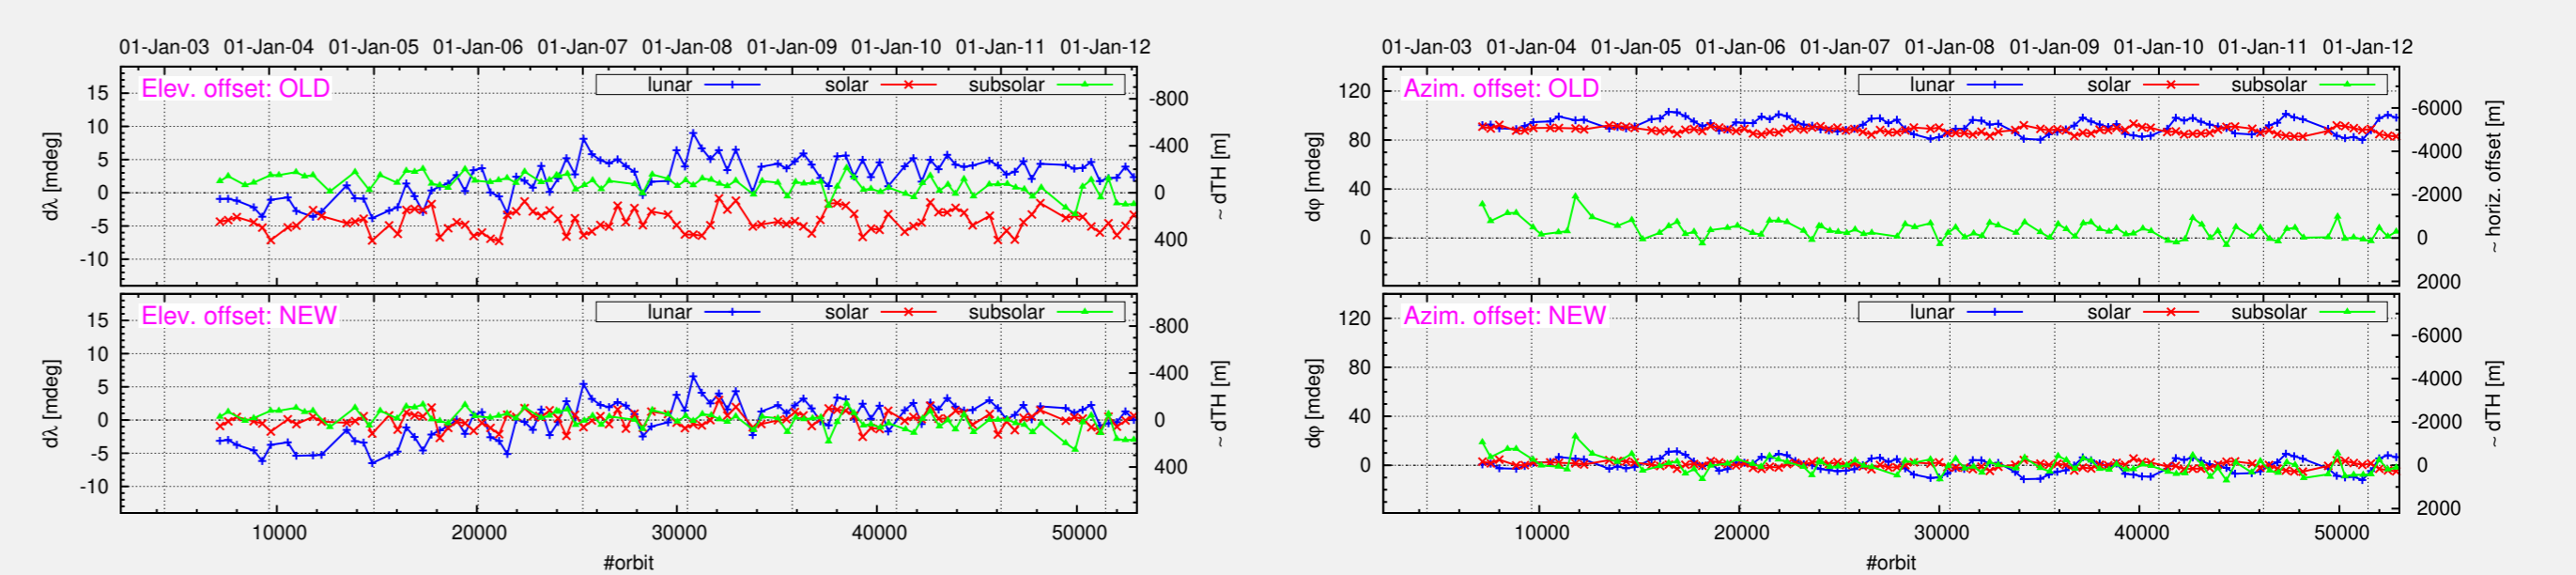 01-Jan-03 01-Jan-04 01-Jan-05 01-Jan-06 01-Jan-07 01-Jan-08 01-Jan-09 01-Jan-10 01-Jan-11 01-Jan-12
Elev. offset: OLD
lunar solar subsolar
15
10
5
0
-5
-10
dλ [mdeg]
-800
-400
0
400
~ dTH [m]
Elev. offset: NEW
lunar solar subsolar
15
10
5
0
-5
-10
dλ [mdeg]
-800
-400
0
400
~ dTH [m]
10000 20000 30000 40000 50000
#orbit
01-Jan-03 01-Jan-04 01-Jan-05 01-Jan-06 01-Jan-07 01-Jan-08 01-Jan-09 01-Jan-10 01-Jan-11 01-Jan-12
Azim. offset: OLD
lunar solar subsolar
120
80
40
0
dφ [mdeg]
-6000
-4000
-2000
0
2000
~ horiz. offset [m]
Azim. offset: NEW
lunar solar subsolar
120
80
40
0
dφ [mdeg]
-6000
-4000
-2000
0
2000
~ dTH [m]
10000 20000 30000 40000 50000
#orbit